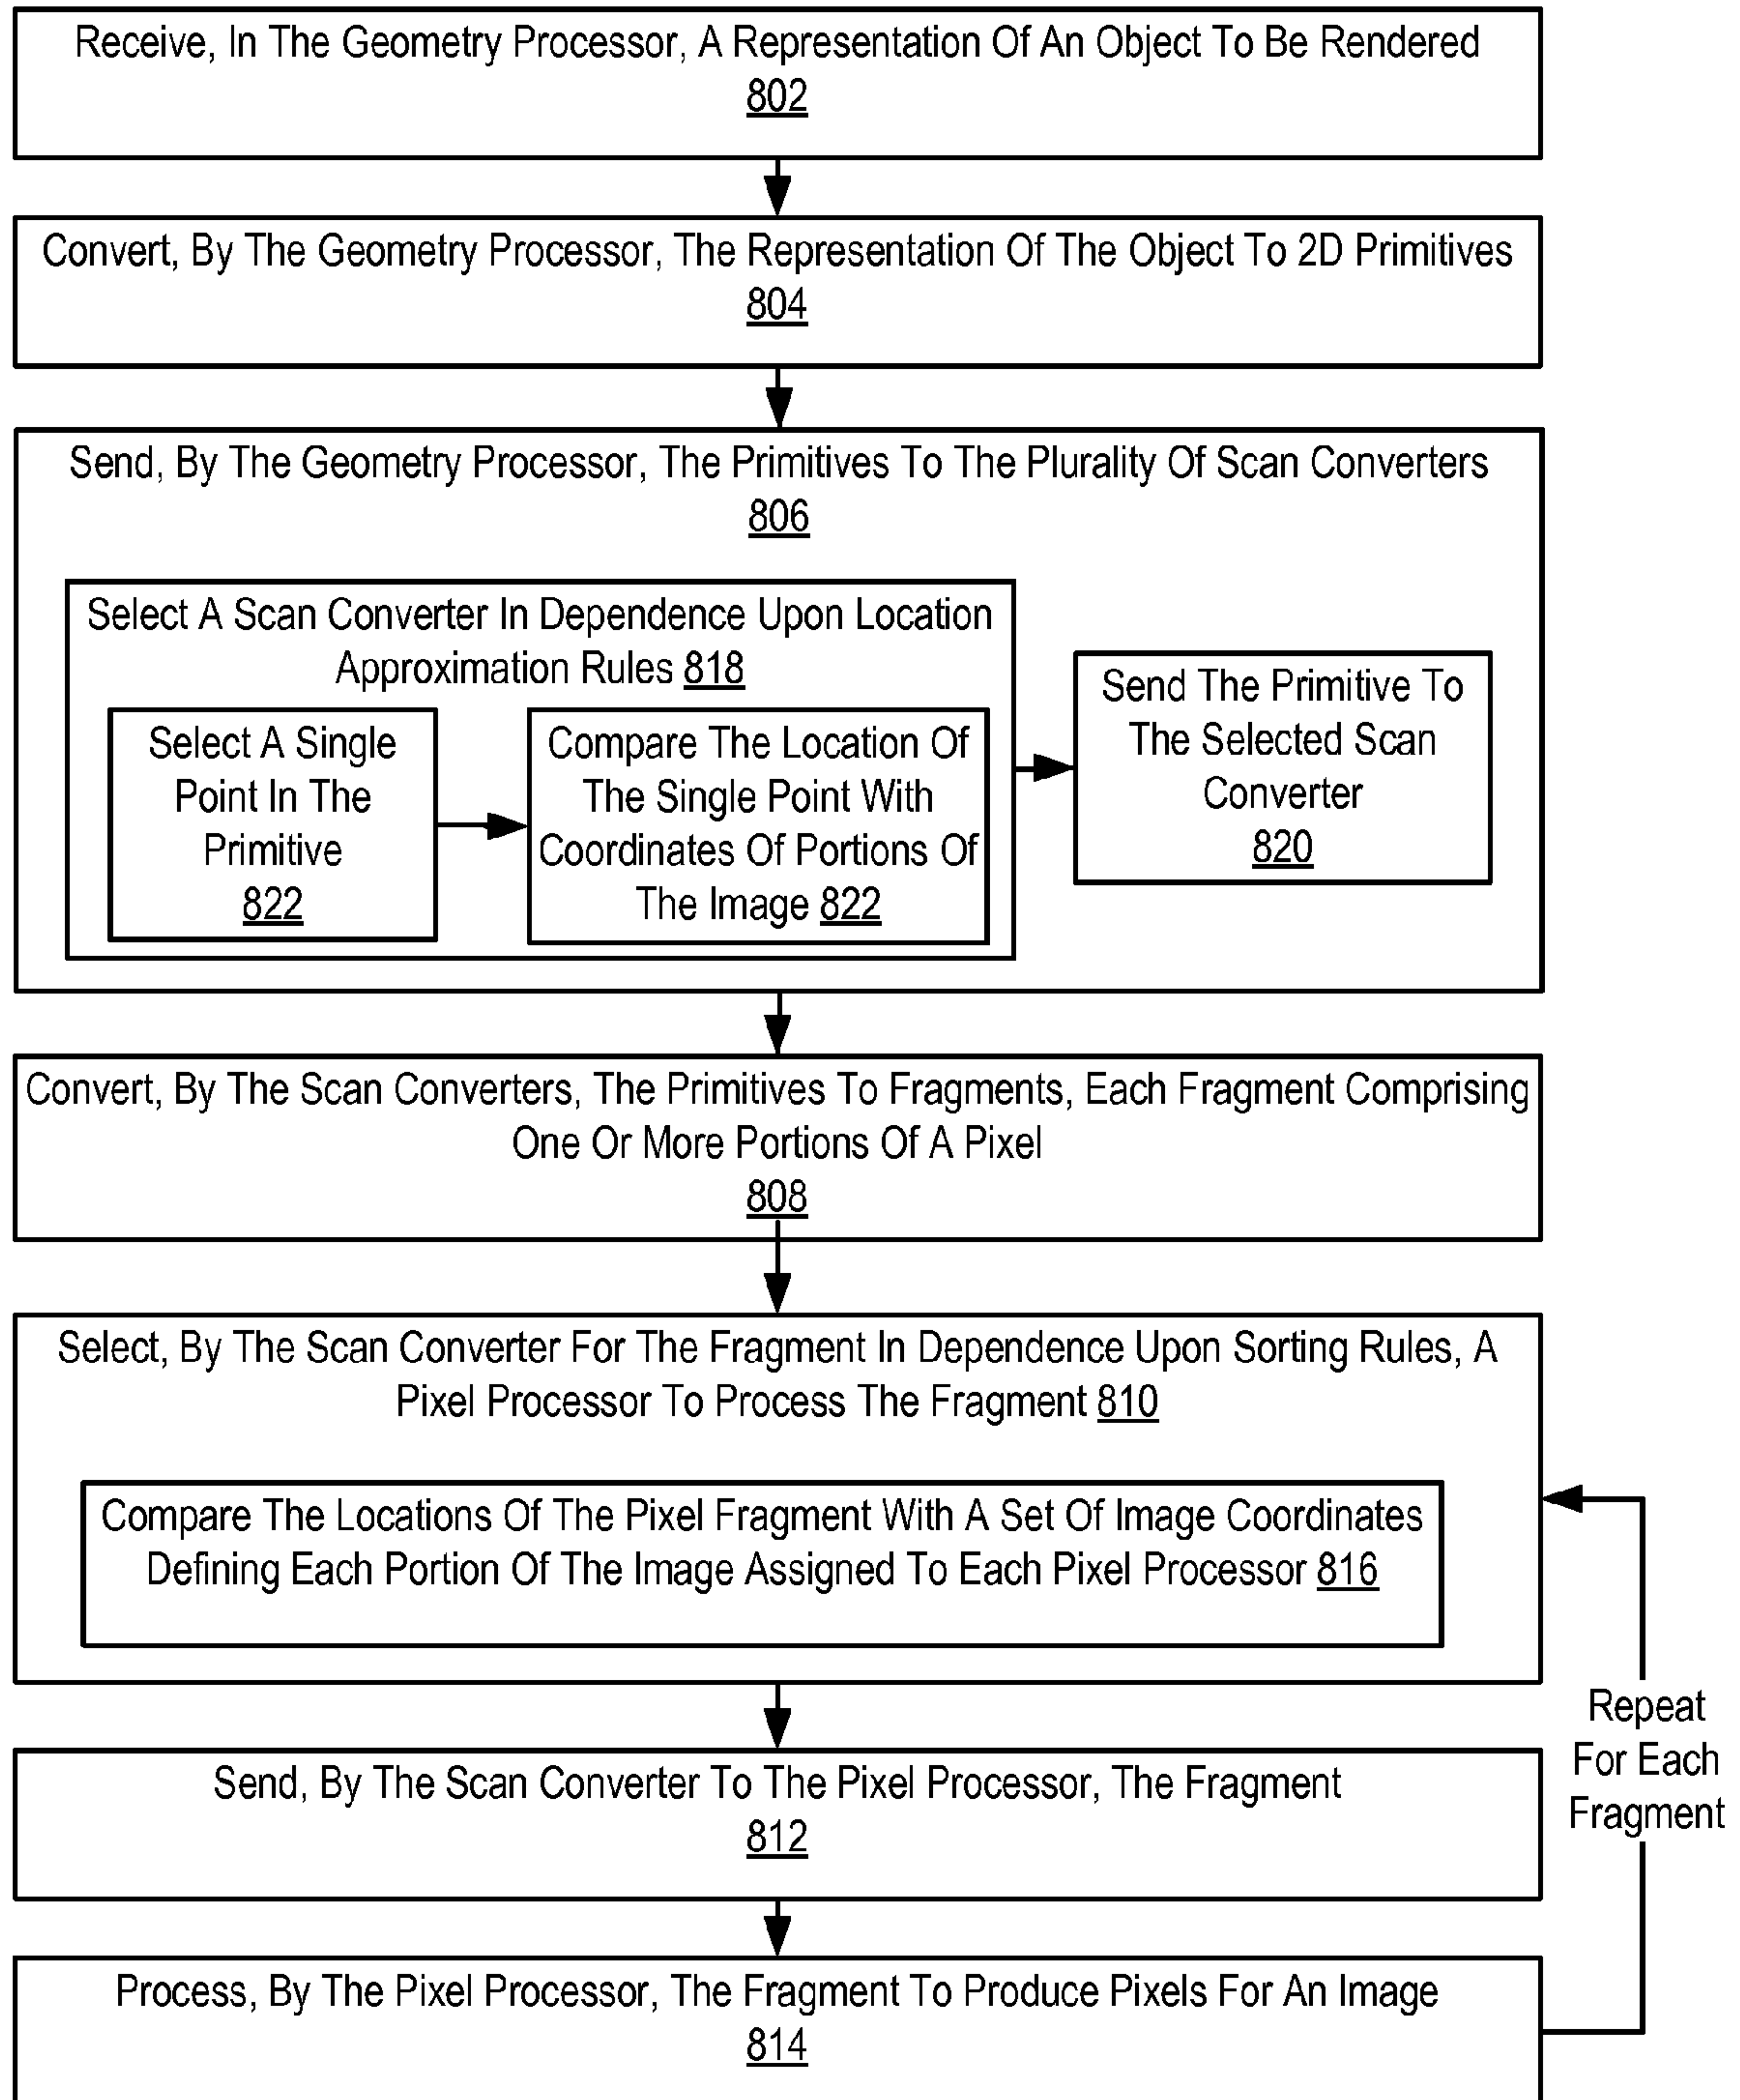 Receive, In The Geometry Processor, A Representation Of An Object To Be Rendered
802
Convert, By The Geometry Processor, The Representation Of The Object To 2D Primitives
804
Send, By The Geometry Processor, The Primitives To The Plurality Of Scan Converters
806
Select A Scan Converter In Dependence Upon Location
Approximation Rules 818
Select A Single
Point In The
Primitive
822
Compare The Location Of
The Single Point With
Coordinates Of Portions Of
The Image 822
Send The Primitive To
The Selected Scan
Converter
820
Convert, By The Scan Converters, The Primitives To Fragments, Each Fragment Comprising
One Or More Portions Of A Pixel
808
Select, By The Scan Converter For The Fragment In Dependence Upon Sorting Rules, A
Pixel Processor To Process The Fragment 810
Compare The Locations Of The Pixel Fragment With A Set Of Image Coordinates
Defining Each Portion Of The Image Assigned To Each Pixel Processor 816
Repeat
For Each
Fragment
Send, By The Scan Converter To The Pixel Processor, The Fragment
812
Process, By The Pixel Processor, The Fragment To Produce Pixels For An Image
814